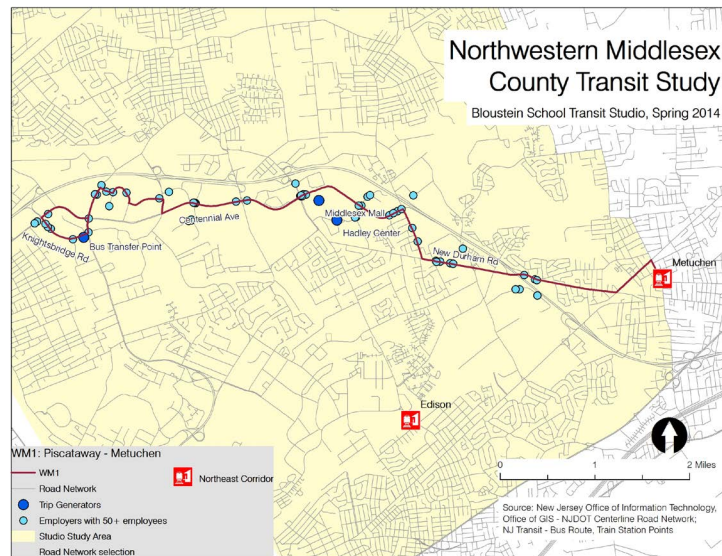 Northwestern Middlesex
County Transit Study
Bloustein School Transit Studio, Spring 2014
Centennial Ave
Middlesex Mall
Hadley Center
Knightsbridge Rd
Bus Transfer Point
New Durham Rd
Metuchen
Edison
WM1: Piscataway - Metuchen
WM1
Road Network
Trip Generators
Employers with 50+ employees
Studio Study Area
Road Network selection
Northeast Corridor
0 1 2 Miles
Source: New Jersey Office of Information Technology,
Office of GIS - NJDOT Centerline Road Network;
NJ Transit - Bus Route, Train Station Points